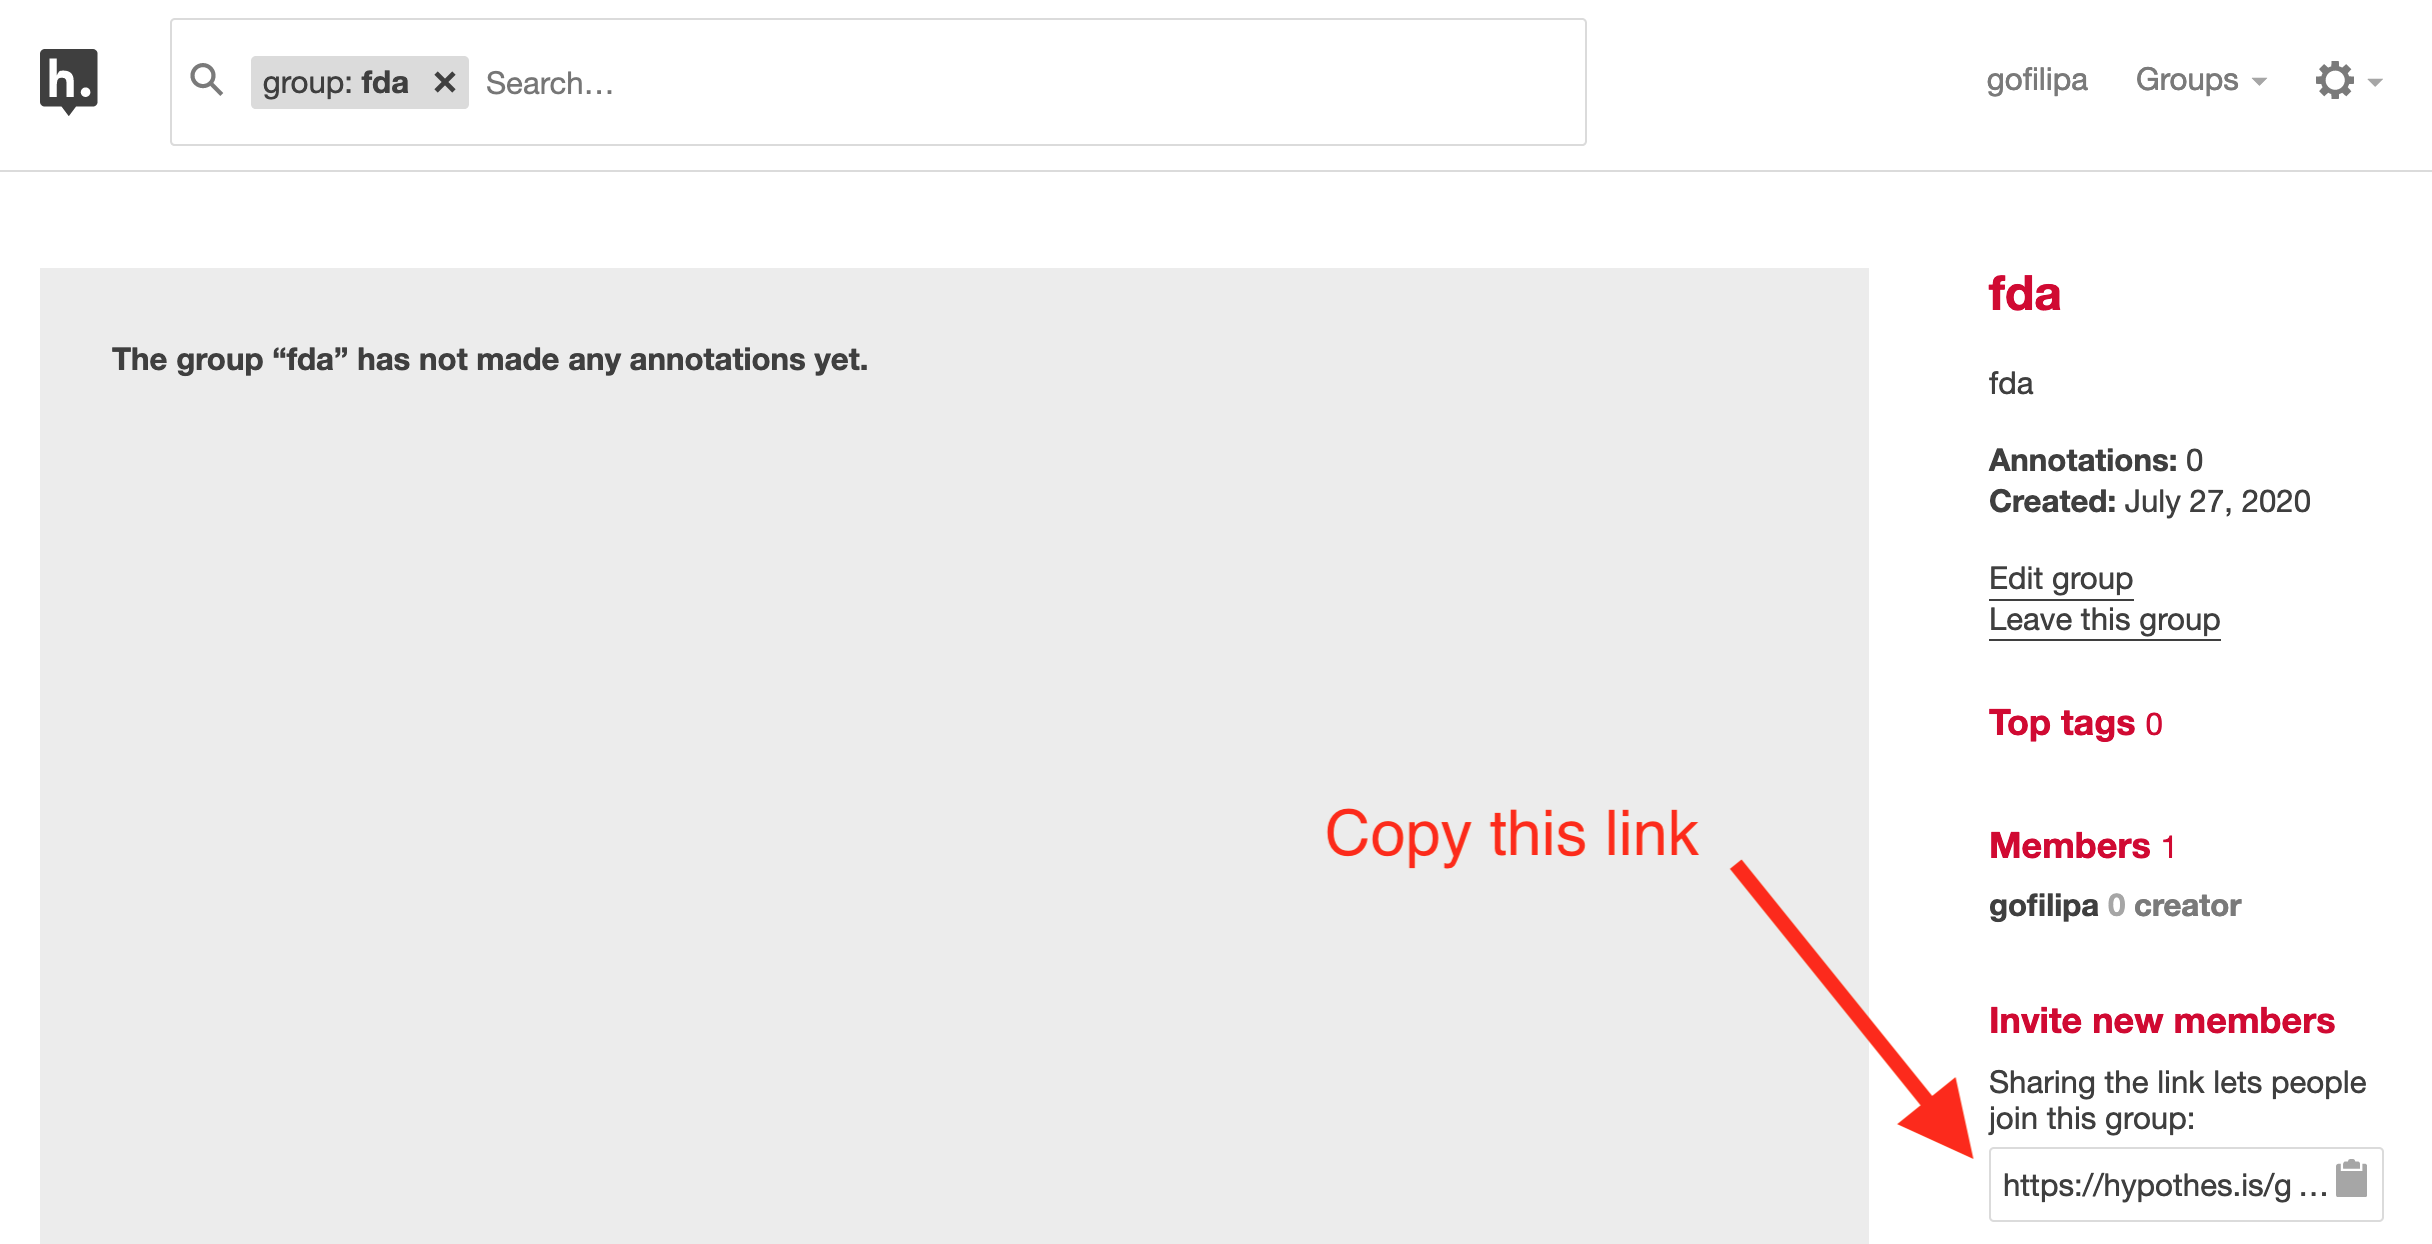 h.
group: fda ✕ Search…
gofilipa Groups
The group “fda” has not made any annotations yet.
fda
fda
Annotations: 0
Created: July 27, 2020
Edit group
Leave this group
Top tags 0
Copy this link
Members 1
gofilipa 0 creator
Invite new members
Sharing the link lets people
join this group:
https://hypothes.is/g …